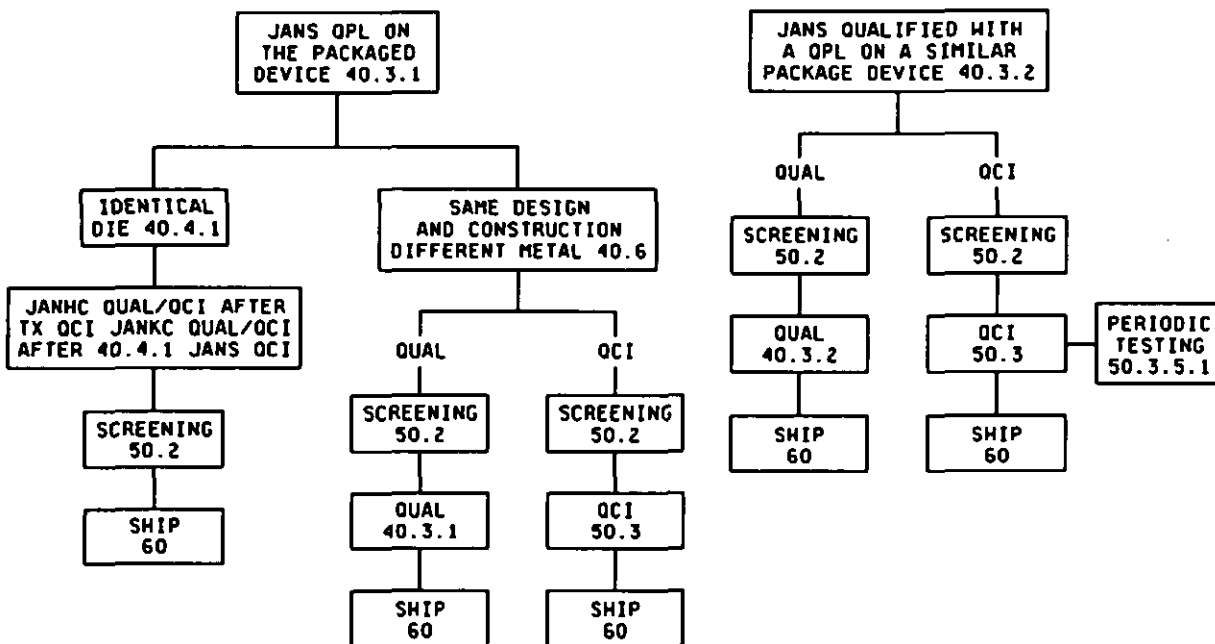 JANS QPL ON
THE PACKAGED
DEVICE 40.3.1
JANS QUALIFIED WITH
A QPL ON A SIMILAR
PACKAGE DEVICE 40.3.2
IDENTICAL
DIE 40.4.1
SAME DESIGN
AND CONSTRUCTION
DIFFERENT METAL 40.6
JANHC QUAL/QCI AFTER
TX QCI JANKC QUAL/QCI
AFTER 40.4.1 JANS QCI
SCREENING
50.2
SHIP
60
QUAL
SCREENING
50.2
QUAL
40.3.1
SHIP
60
QCI
SCREENING
50.2
QCI
50.3
SHIP
60
QUAL
SCREENING
50.2
QUAL
40.3.2
SHIP
60
QCI
SCREENING
50.2
QCI
50.3
PERIODIC
TESTING
50.3.5.1
SHIP
60